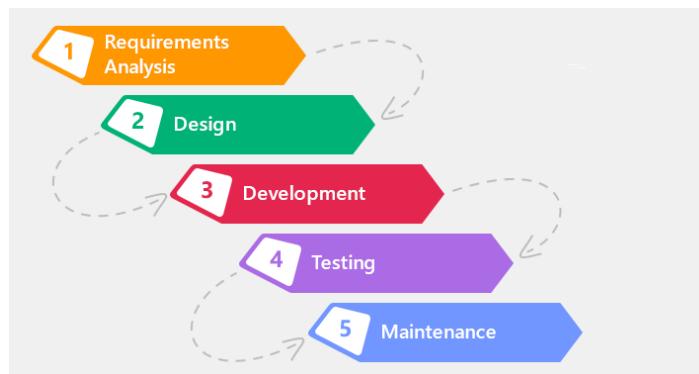 1
Requirements
Analysis
2
Design
3
Development
4
Testing
5
Maintenance